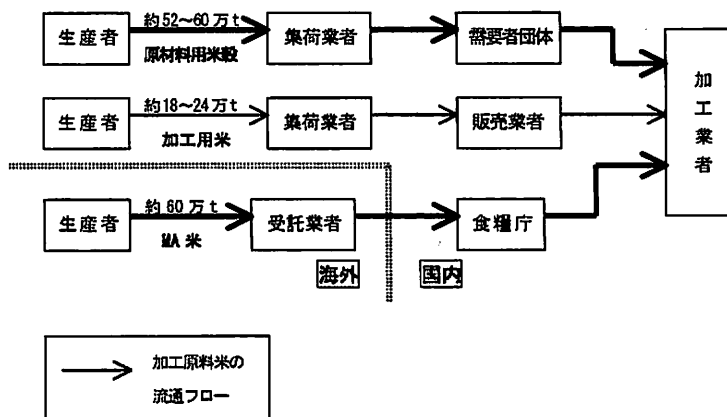 生産者
約52～60万t
原材料用米穀
集荷業者
需要者団体
加工業者
生産者
約18～24万t
加工用米
集荷業者
販売業者
生産者
約60万t
MA米
受託業者
食糧庁
海外
国内
加工原料米の
流通フロー